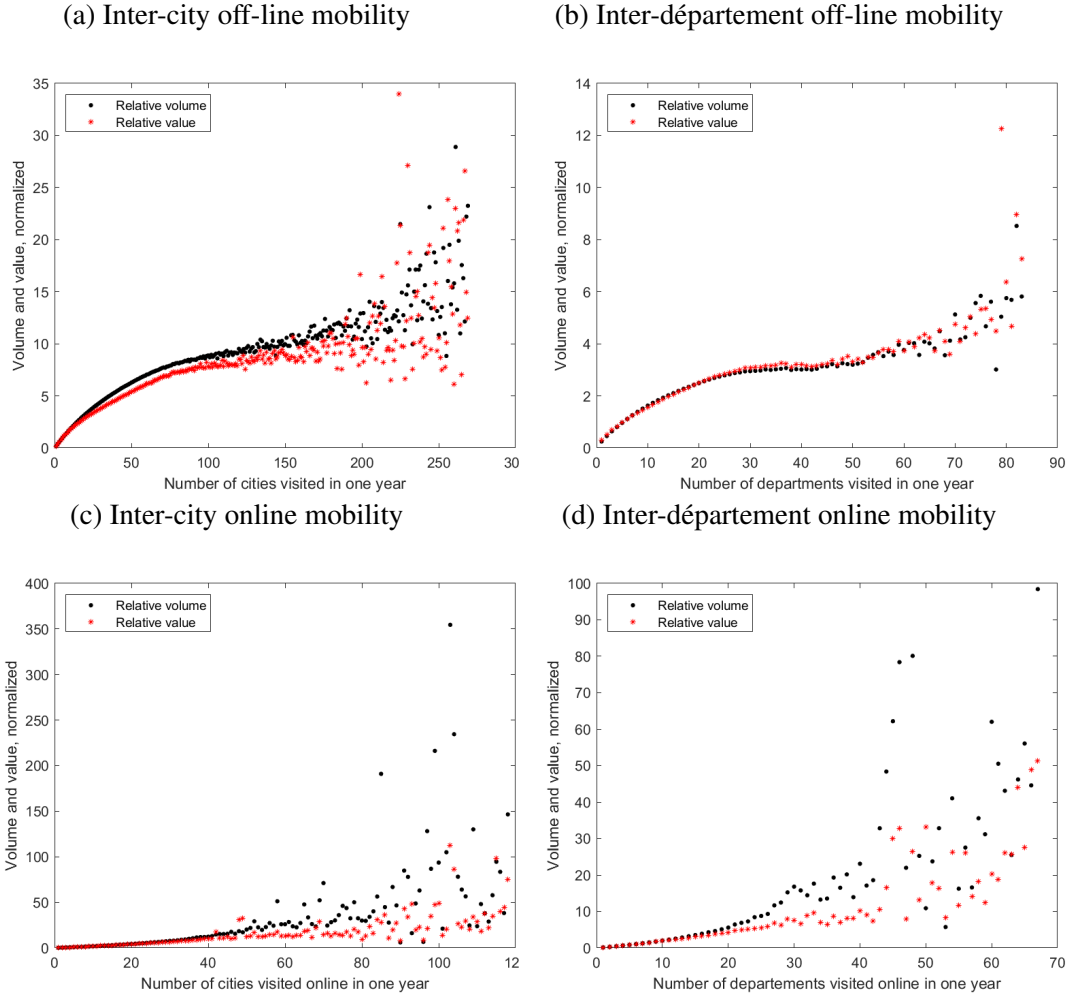 (a) Inter-city off-line mobility
35
30
25
20
15
10
5
0
Volume and value, normalized
Relative volume
Relative value
0 50 100 150 200 250 30
Number of cities visited in one year
(b) Inter-département off-line mobility
14
12
10
8
6
4
2
0
Volume and value, normalized
Relative volume
Relative value
0 10 20 30 40 50 60 70 80 90
Number of departments visited in one year
(c) Inter-city online mobility
400
350
300
250
200
150
100
50
0
Volume and value, normalized
Relative volume
Relative value
0 20 40 60 80 100 12
Number of cities visited online in one year
(d) Inter-département online mobility
100
90
80
70
60
50
40
30
20
10
0
Volume and value, normalized
Relative volume
Relative value
0 10 20 30 40 50 60 70
Number of departements visited online in one year